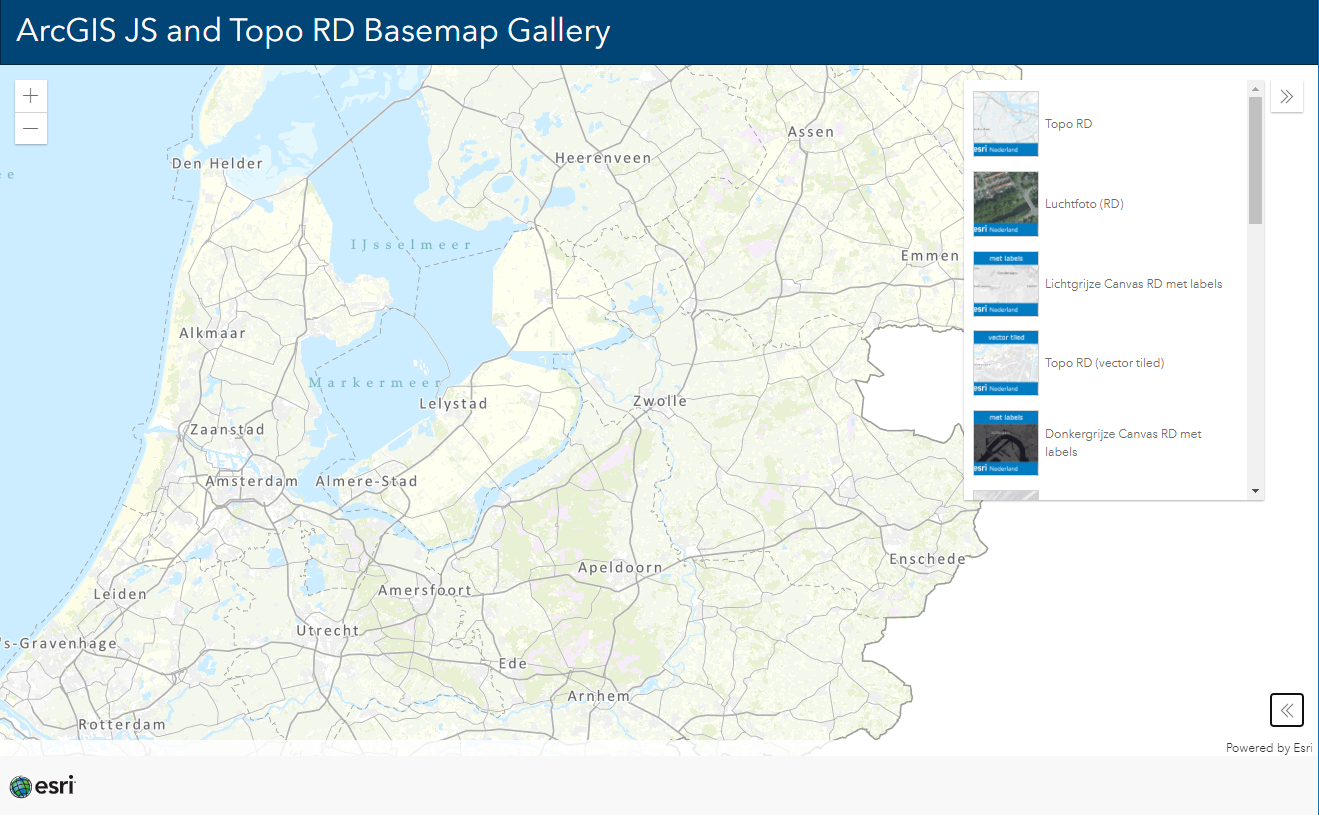 ArcGIS JS and Topo RD Basemap Gallery
Assen
Heerenveen
Den Helder
e e
IJsselmeer
Emmen
Alkmaar
Markermeer
Lelystad
Zwolle
Zaanstad
Amsterdam
Almere-Stad
Enschede
Apeldoorn
Amersfoort
Leiden
Utrecht
's-Gravenhage
Ede
Arnhem
Rotterdam
esri Nederland
Topo RD
esri Nederland
Luchtfoto (RD)
met labels
esri Nederland
Lichtgrijze Canvas RD met labels
vector tiled
esri Nederland
Topo RD (vector tiled)
met labels
esri Nederland
Donkergrijze Canvas RD met
labels
Powered by Esri
esri